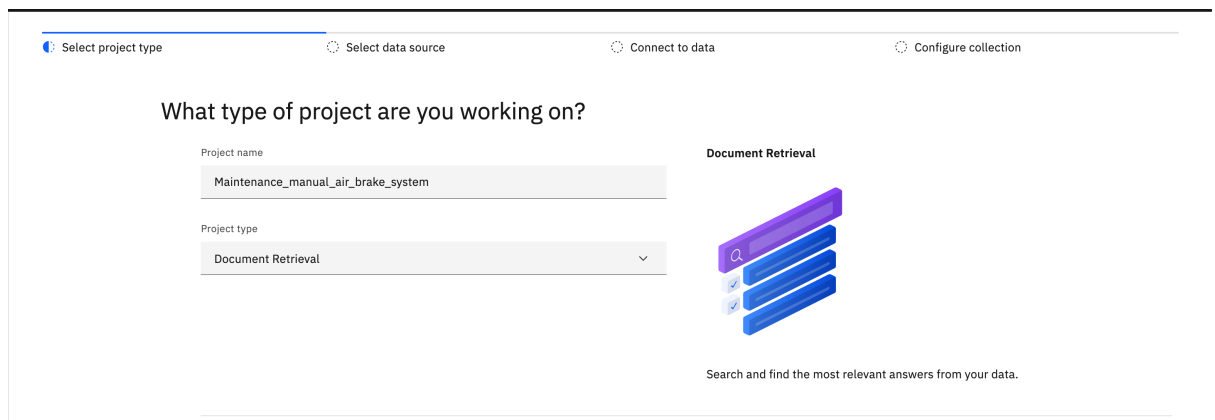 Select project type
Select data source
Connect to data
Configure collection
What type of project are you working on?
Project name
Maintenance_manual_air_brake_system
Project type
Document Retrieval
Document Retrieval
Search and find the most relevant answers from your data.